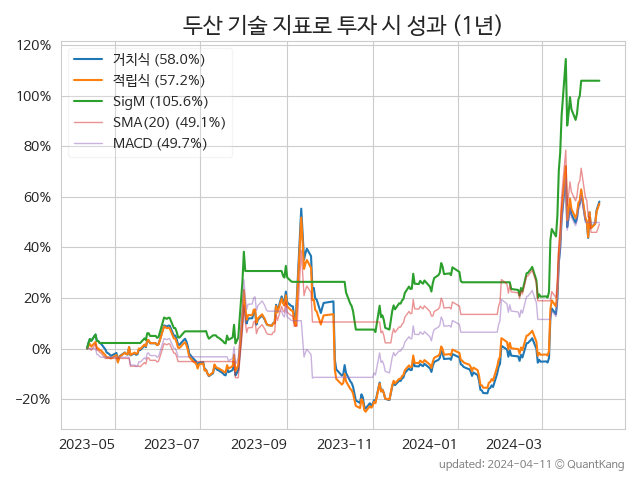 두산 기술 지표로 투자 시 성과 (1년)
120%
100%
80%
60%
40%
20%
0%
−20%
거치식 (58.0%)
적립식 (57.2%)
SigM (105.6%)
SMA(20) (49.1%)
MACD (49.7%)
2023-05
2023-07
2023-09
2023-11
2024-01
2024-03
updated: 2024-04-11 © QuantKang